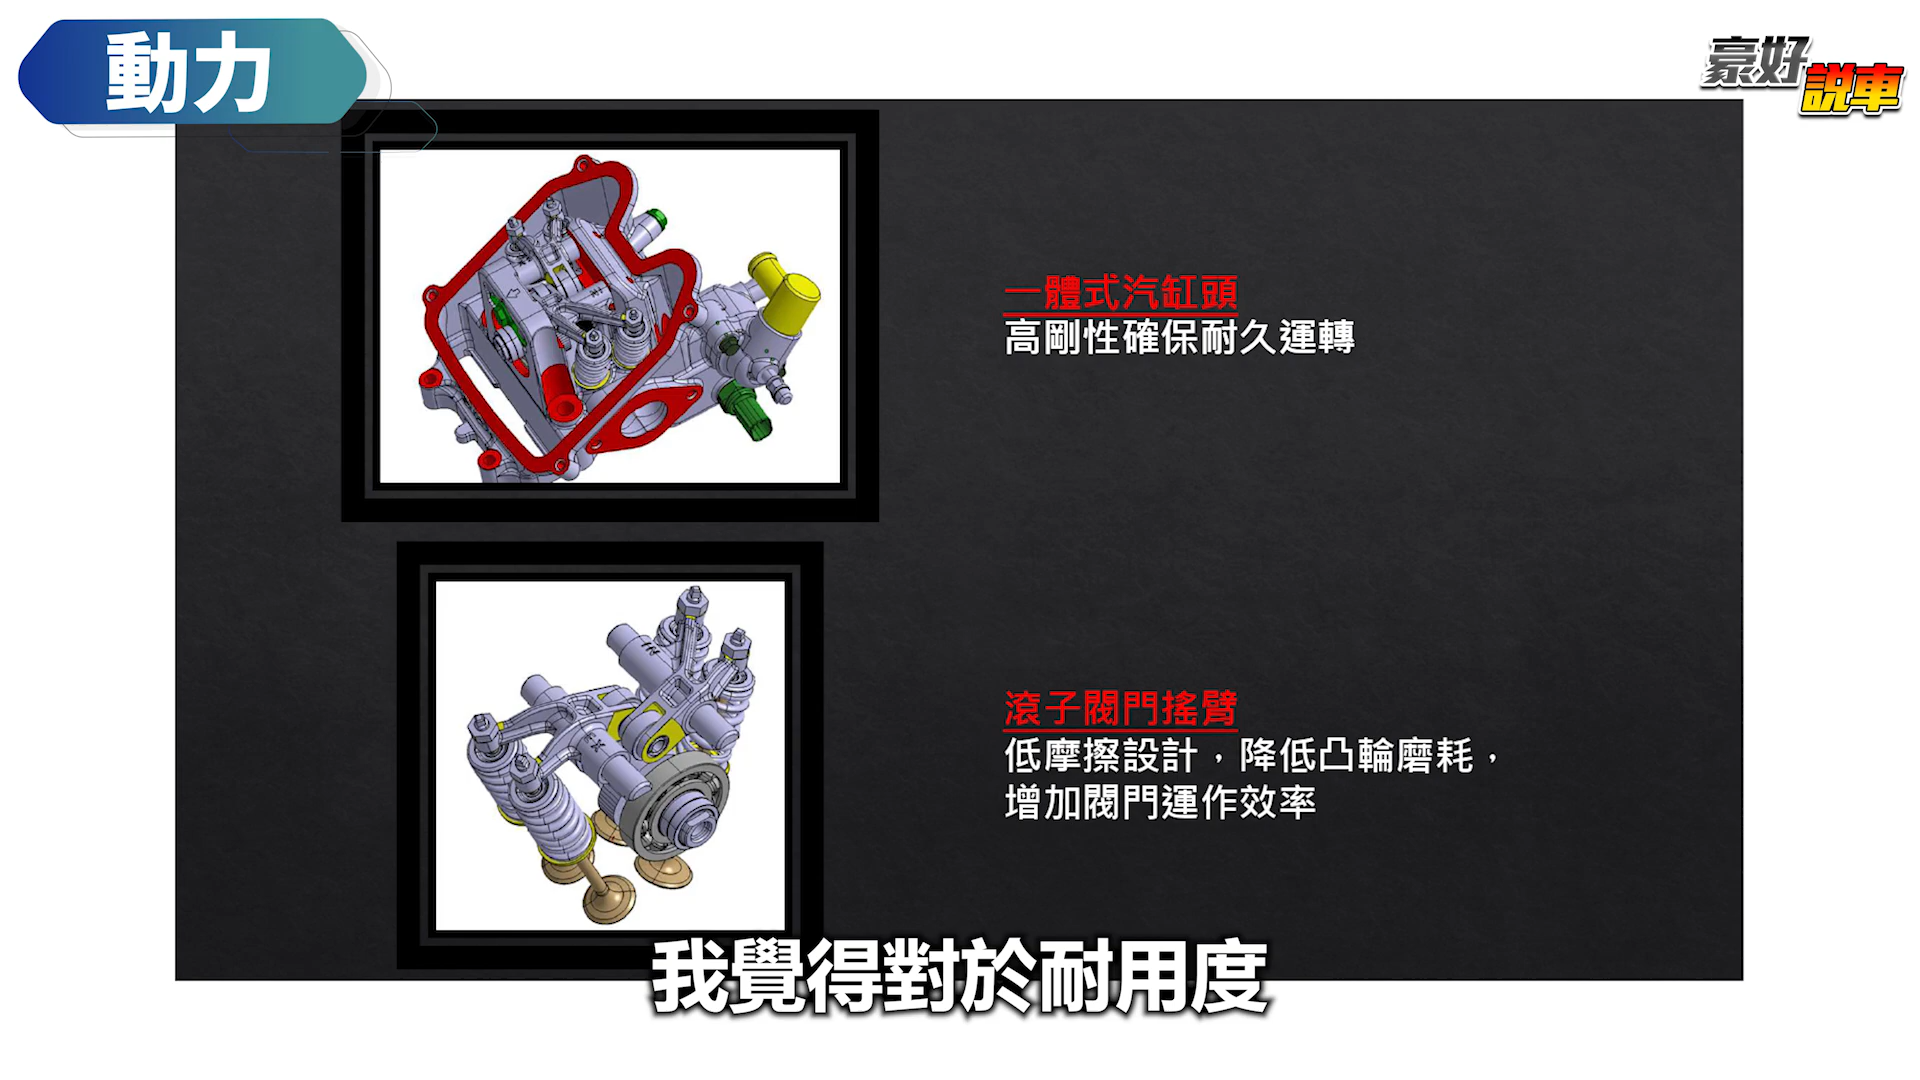 動力
豪好
說車
一體式汽缸頭
高剛性確保耐久運轉
滾子閥門搖臂
低摩擦設計，降低凸輪磨耗，
增加閥門運作效率
我覺得對於耐用度